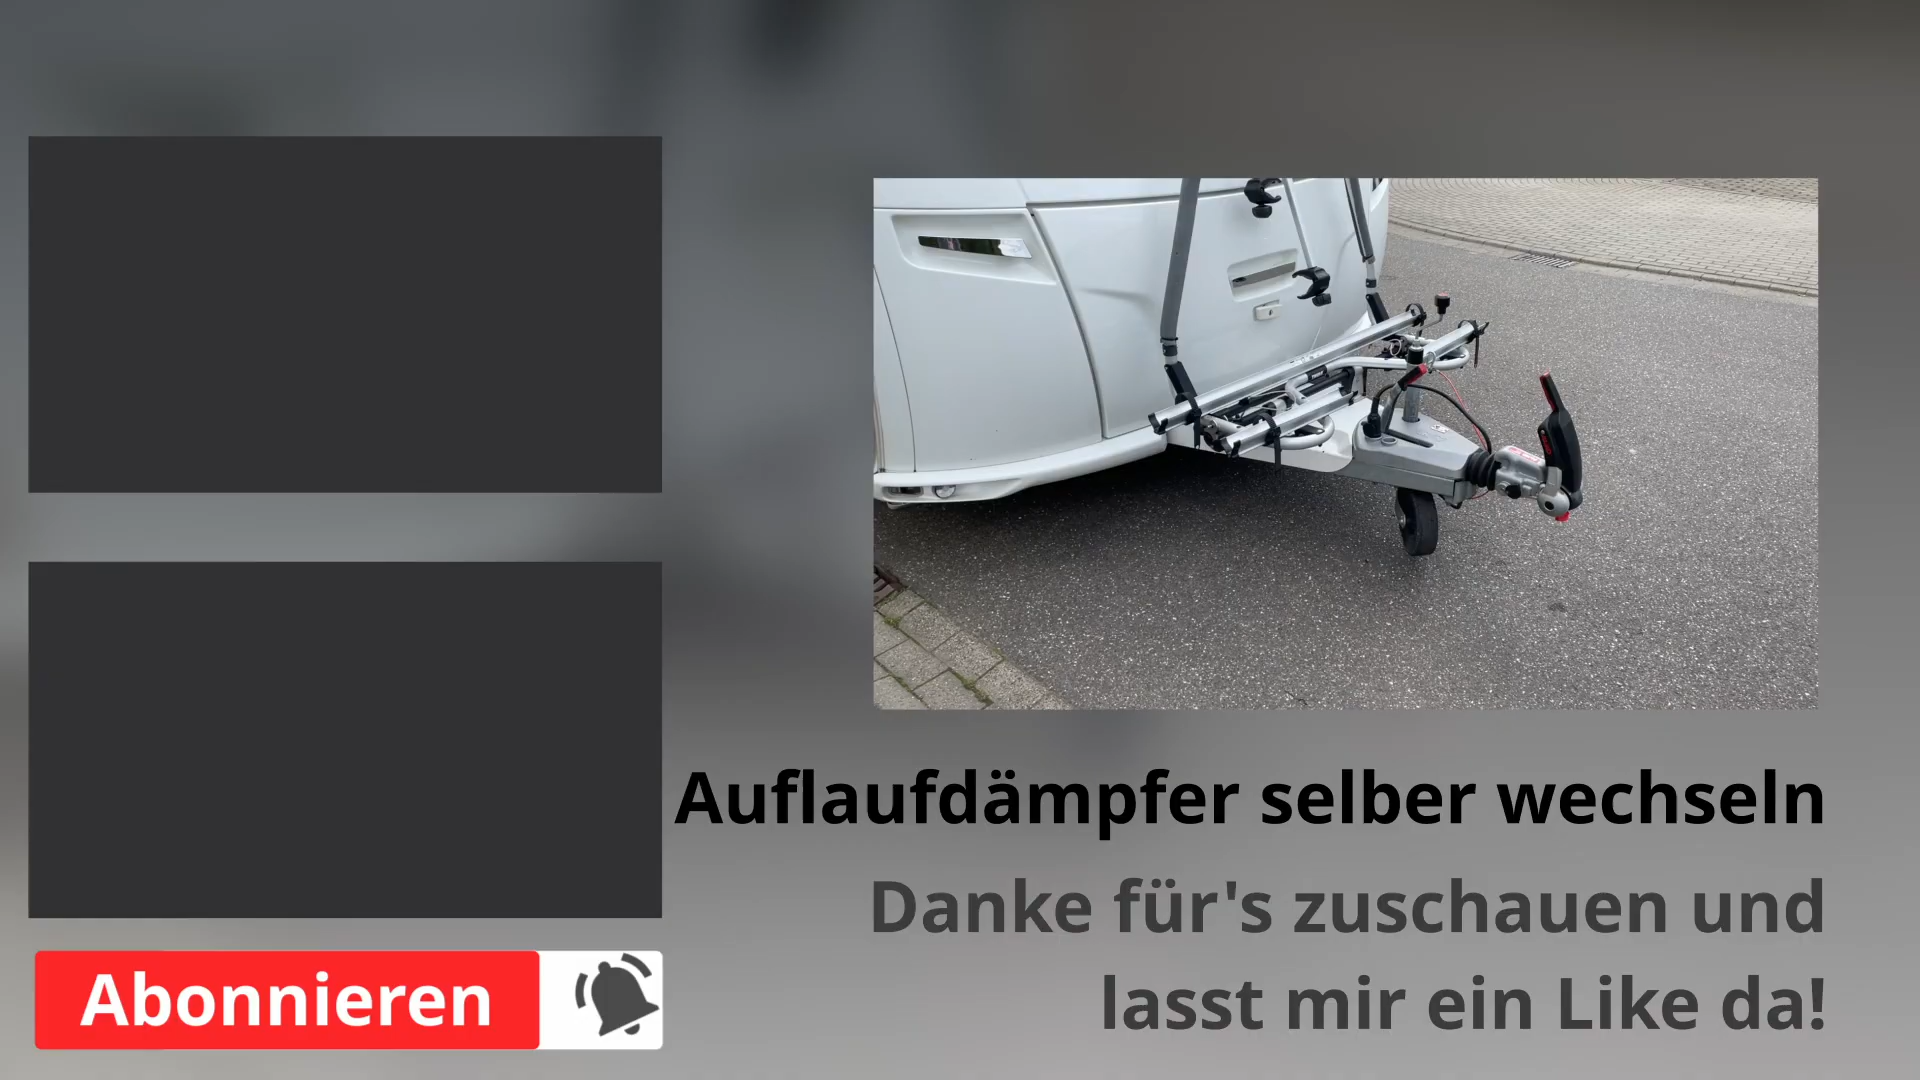 Auflaufdämpfer selber wechseln
Danke für's zuschauen und
lasst mir ein Like da!
Abonnieren